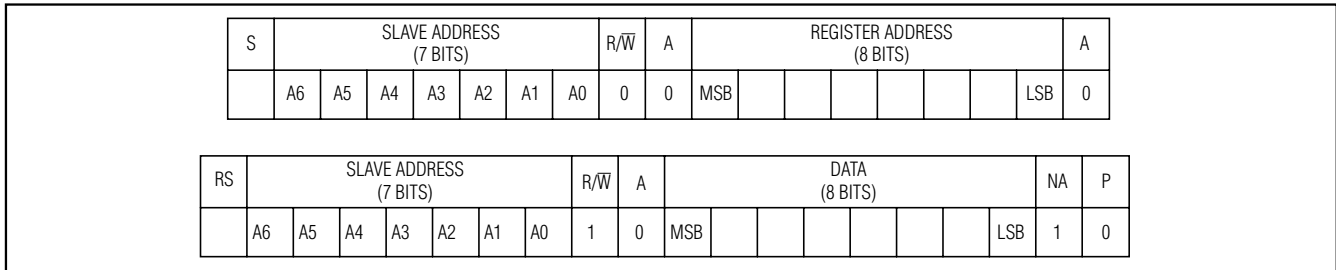 S SLAVE ADDRESS (7 BITS) R/W̅ A REGISTER ADDRESS (8 BITS) A
A6 A5 A4 A3 A2 A1 A0 0 0 MSB LSB 0
RS SLAVE ADDRESS (7 BITS) R/W̅ A DATA (8 BITS) NA P
A6 A5 A4 A3 A2 A1 A0 1 0 MSB LSB 1 0